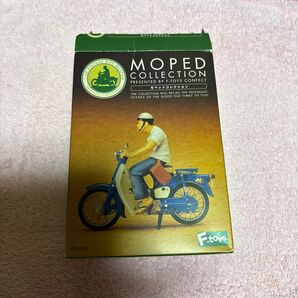 MOPED
COLLECTION
PRESENTED BY F-TOYS CONFECT
モペットコレクション
THE COLLECTION WILL RECALL THE NOSTALGIC
SCENES OF THE GOOD OLD TIMES TO YOU
F-toys